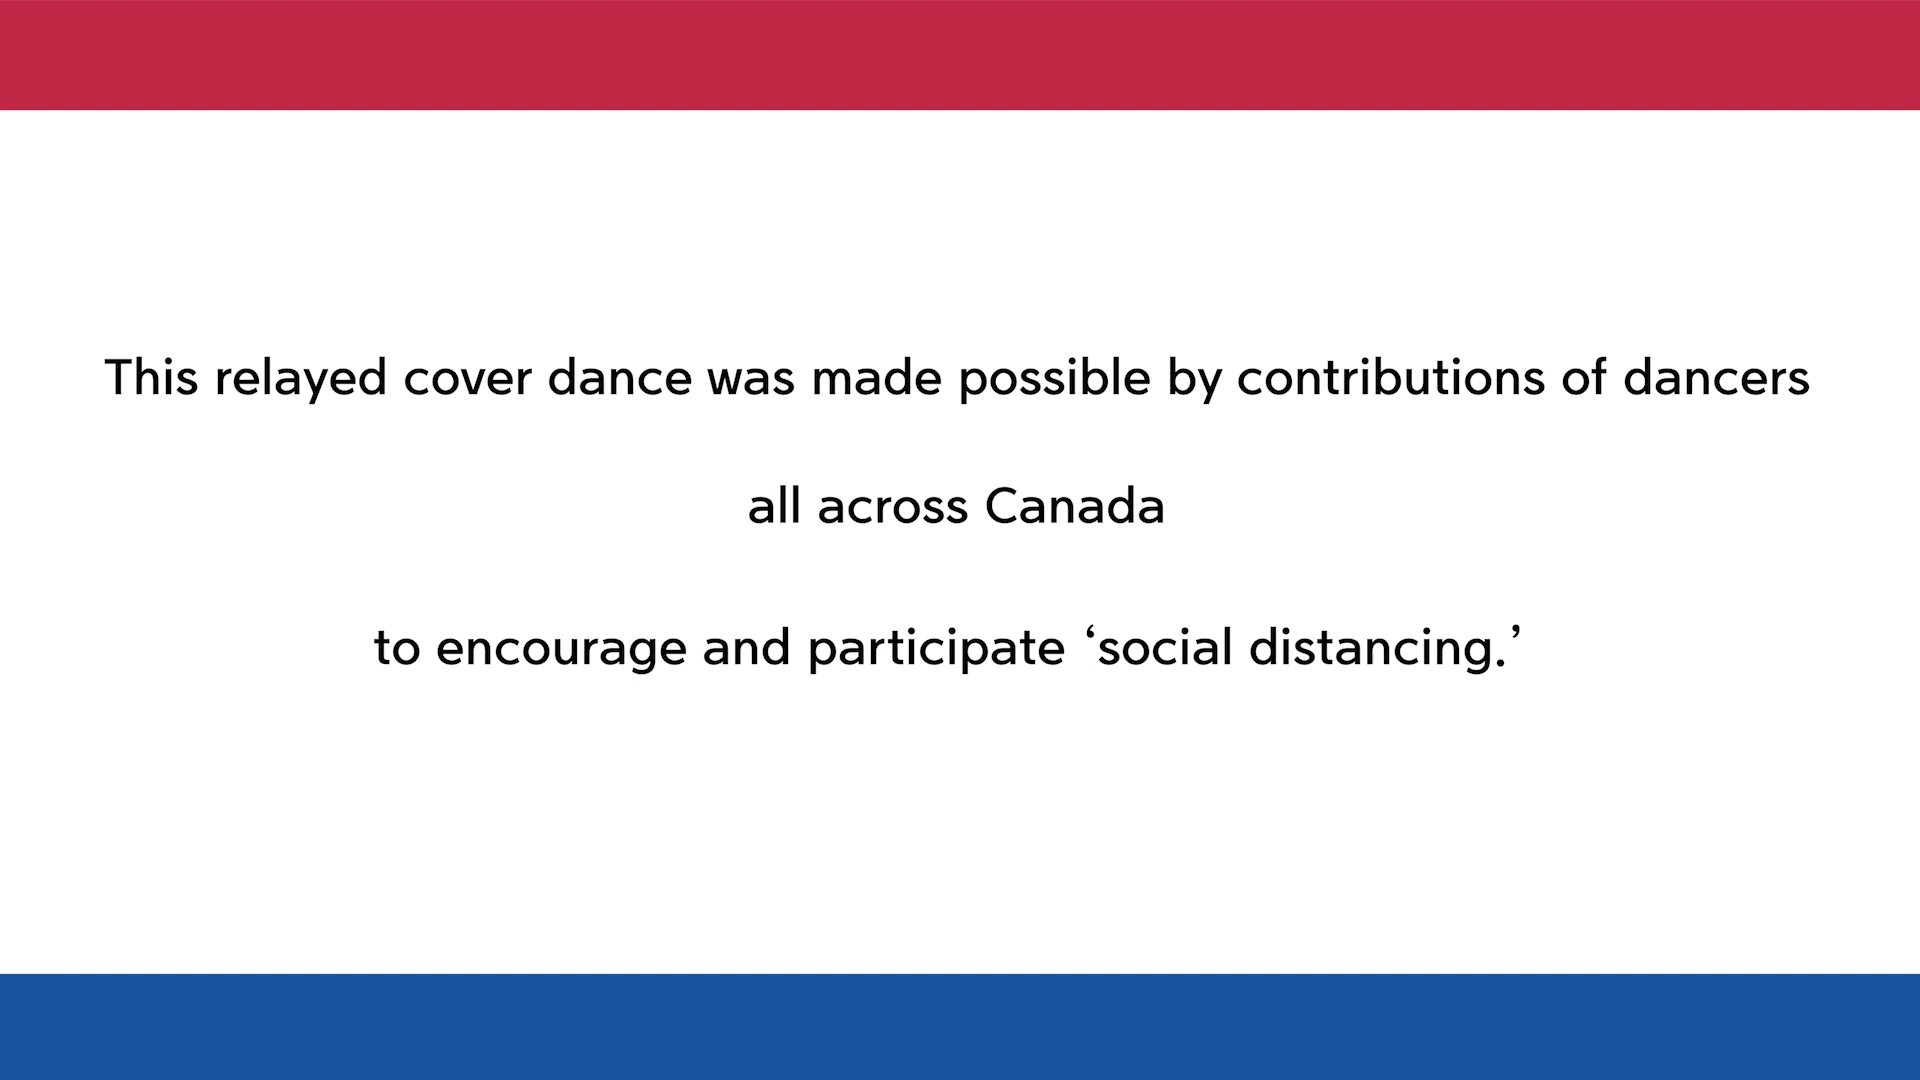 This relayed cover dance was made possible by contributions of dancers
all across Canada
to encourage and participate ‘social distancing.’